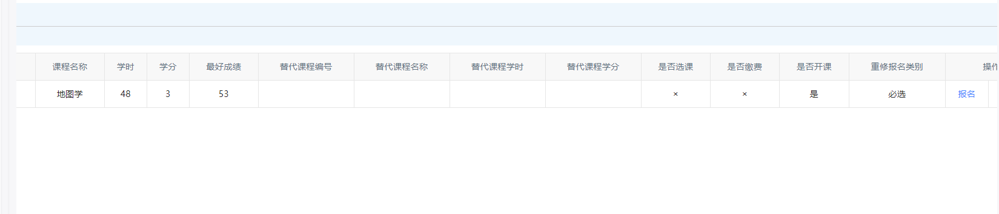 课程名称 学时 学分 最好成绩 替代课程编号 替代课程名称 替代课程学时 替代课程学分 是否选课 是否缴费 是否开课 重修报名类别 操作
地图学 48 3 53 × × 是 必选 报名